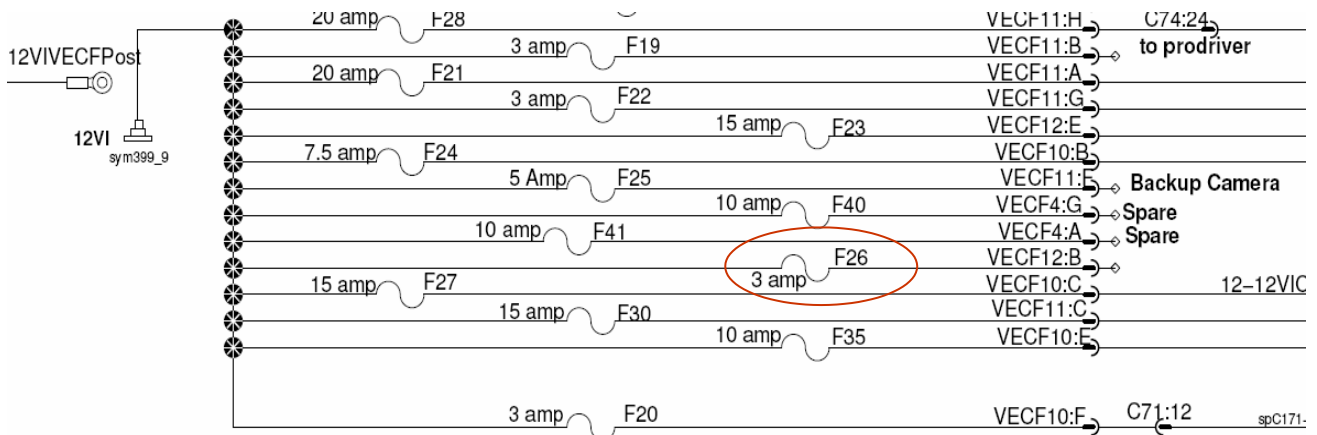 20 amp F28 VECF11:H C74:24
12VIVECFPost 3 amp F19 VECF11:B to prodriver
20 amp F21 VECF11:A
3 amp F22 VECF11:G
12VI 15 amp F23 VECF12:E
sym399_9 7.5 amp F24 VECF10:B
5 Amp F25 VECF11:F Backup Camera
10 amp F40 VECF4:G Spare
10 amp F41 VECF4:A Spare
F26 VECF12:B
3 amp
15 amp F27 VECF10:C 12–12VIC
15 amp F30 VECF11:C
10 amp F35 VECF10:E
3 amp F20 VECF10:F C71:12 spC171-